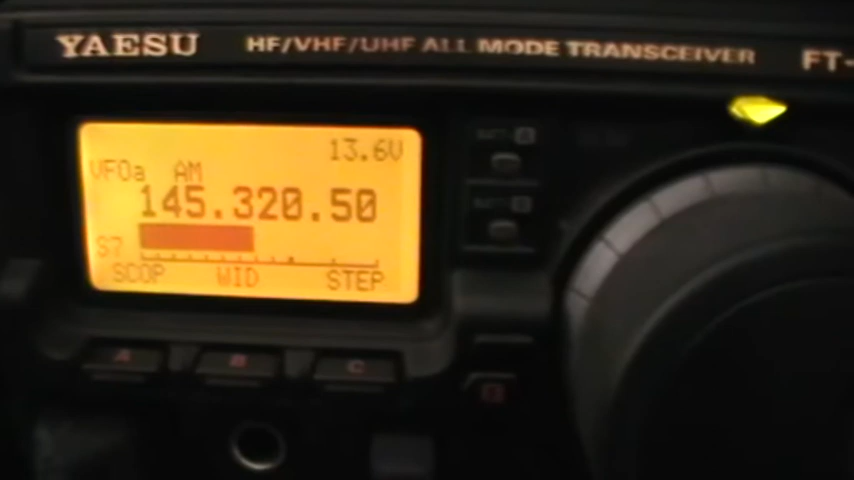 YAESU HF/VHF/UHF ALL MODE TRANSCEIVER FT-
13.6V
VFOa AM
145.320.50
S7
SCOP WID STEP
A B C